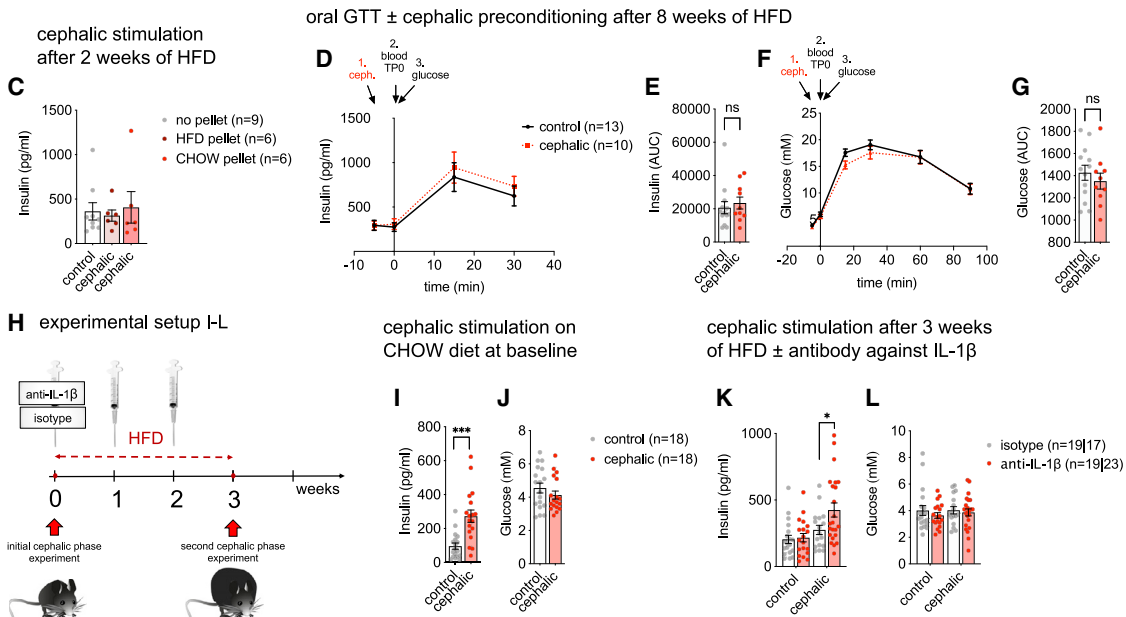 oral GTT ± cephalic preconditioning after 8 weeks of HFD
cephalic stimulation
after 2 weeks of HFD
C
Insulin (pg/ml)
1500
1000
500
0
no pellet (n=9)
HFD pellet (n=6)
CHOW pellet (n=6)
control
cephalic
cephalic
D
1.
ceph.
2.
blood
TP0
3.
glucose
Insulin (pg/ml)
1500
1000
500
-10
0
10
20
30
40
time (min)
control (n=13)
cephalic (n=10)
E
Insulin (AUC)
80000
60000
40000
20000
0
ns
control
cephalic
F
1.
ceph.
2.
blood
TP0
3.
glucose
Glucose (mM)
25
20
15
10
5
-20
0
20
40
60
80
100
time (min)
G
Glucose (AUC)
2000
1800
1600
1400
1200
1000
800
ns
control
cephalic
H experimental setup I-L
anti-IL-1β
isotype
HFD
0
1
2
3
weeks
initial cephalic phase
experiment
second cephalic phase
experiment
cephalic stimulation on
CHOW diet at baseline
I
Insulin (pg/ml)
800
600
400
200
0
***
control
cephalic
J
Glucose (mM)
8
6
4
2
0
control
cephalic
control (n=18)
cephalic (n=18)
cephalic stimulation after 3 weeks
of HFD ± antibody against IL-1β
K
Insulin (pg/ml)
1000
500
0
*
control
cephalic
L
Glucose (mM)
10
8
6
4
2
0
control
cephalic
isotype (n=19|17)
anti-IL-1β (n=19|23)